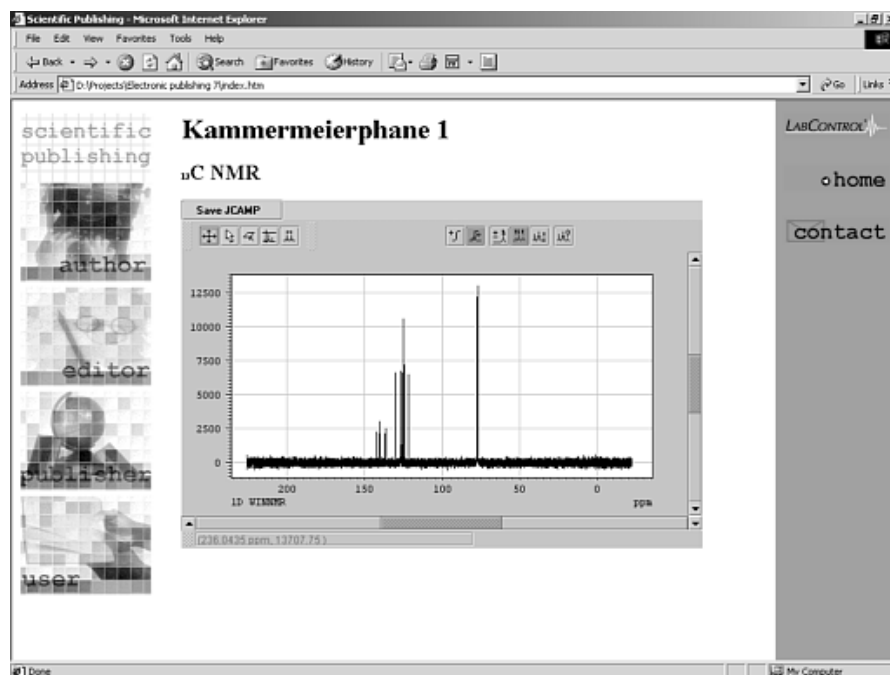 Scientific Publishing - Microsoft Internet Explorer
File Edit View Favorites Tools Help
Back Search Favorites History
Address D:\Projects\Electronic publishing 7\index.htm Go Links
scientific
publishing
author
editor
publisher
user
Kammermeierphane 1
13C NMR
Save JCAMP
12500
10000
7500
5000
2500
0
200 150 100 50 0 ppm
1D WINNMR
(236.0435 ppm, 13707.75 )
LABCONTROL
home
contact
Done My Computer